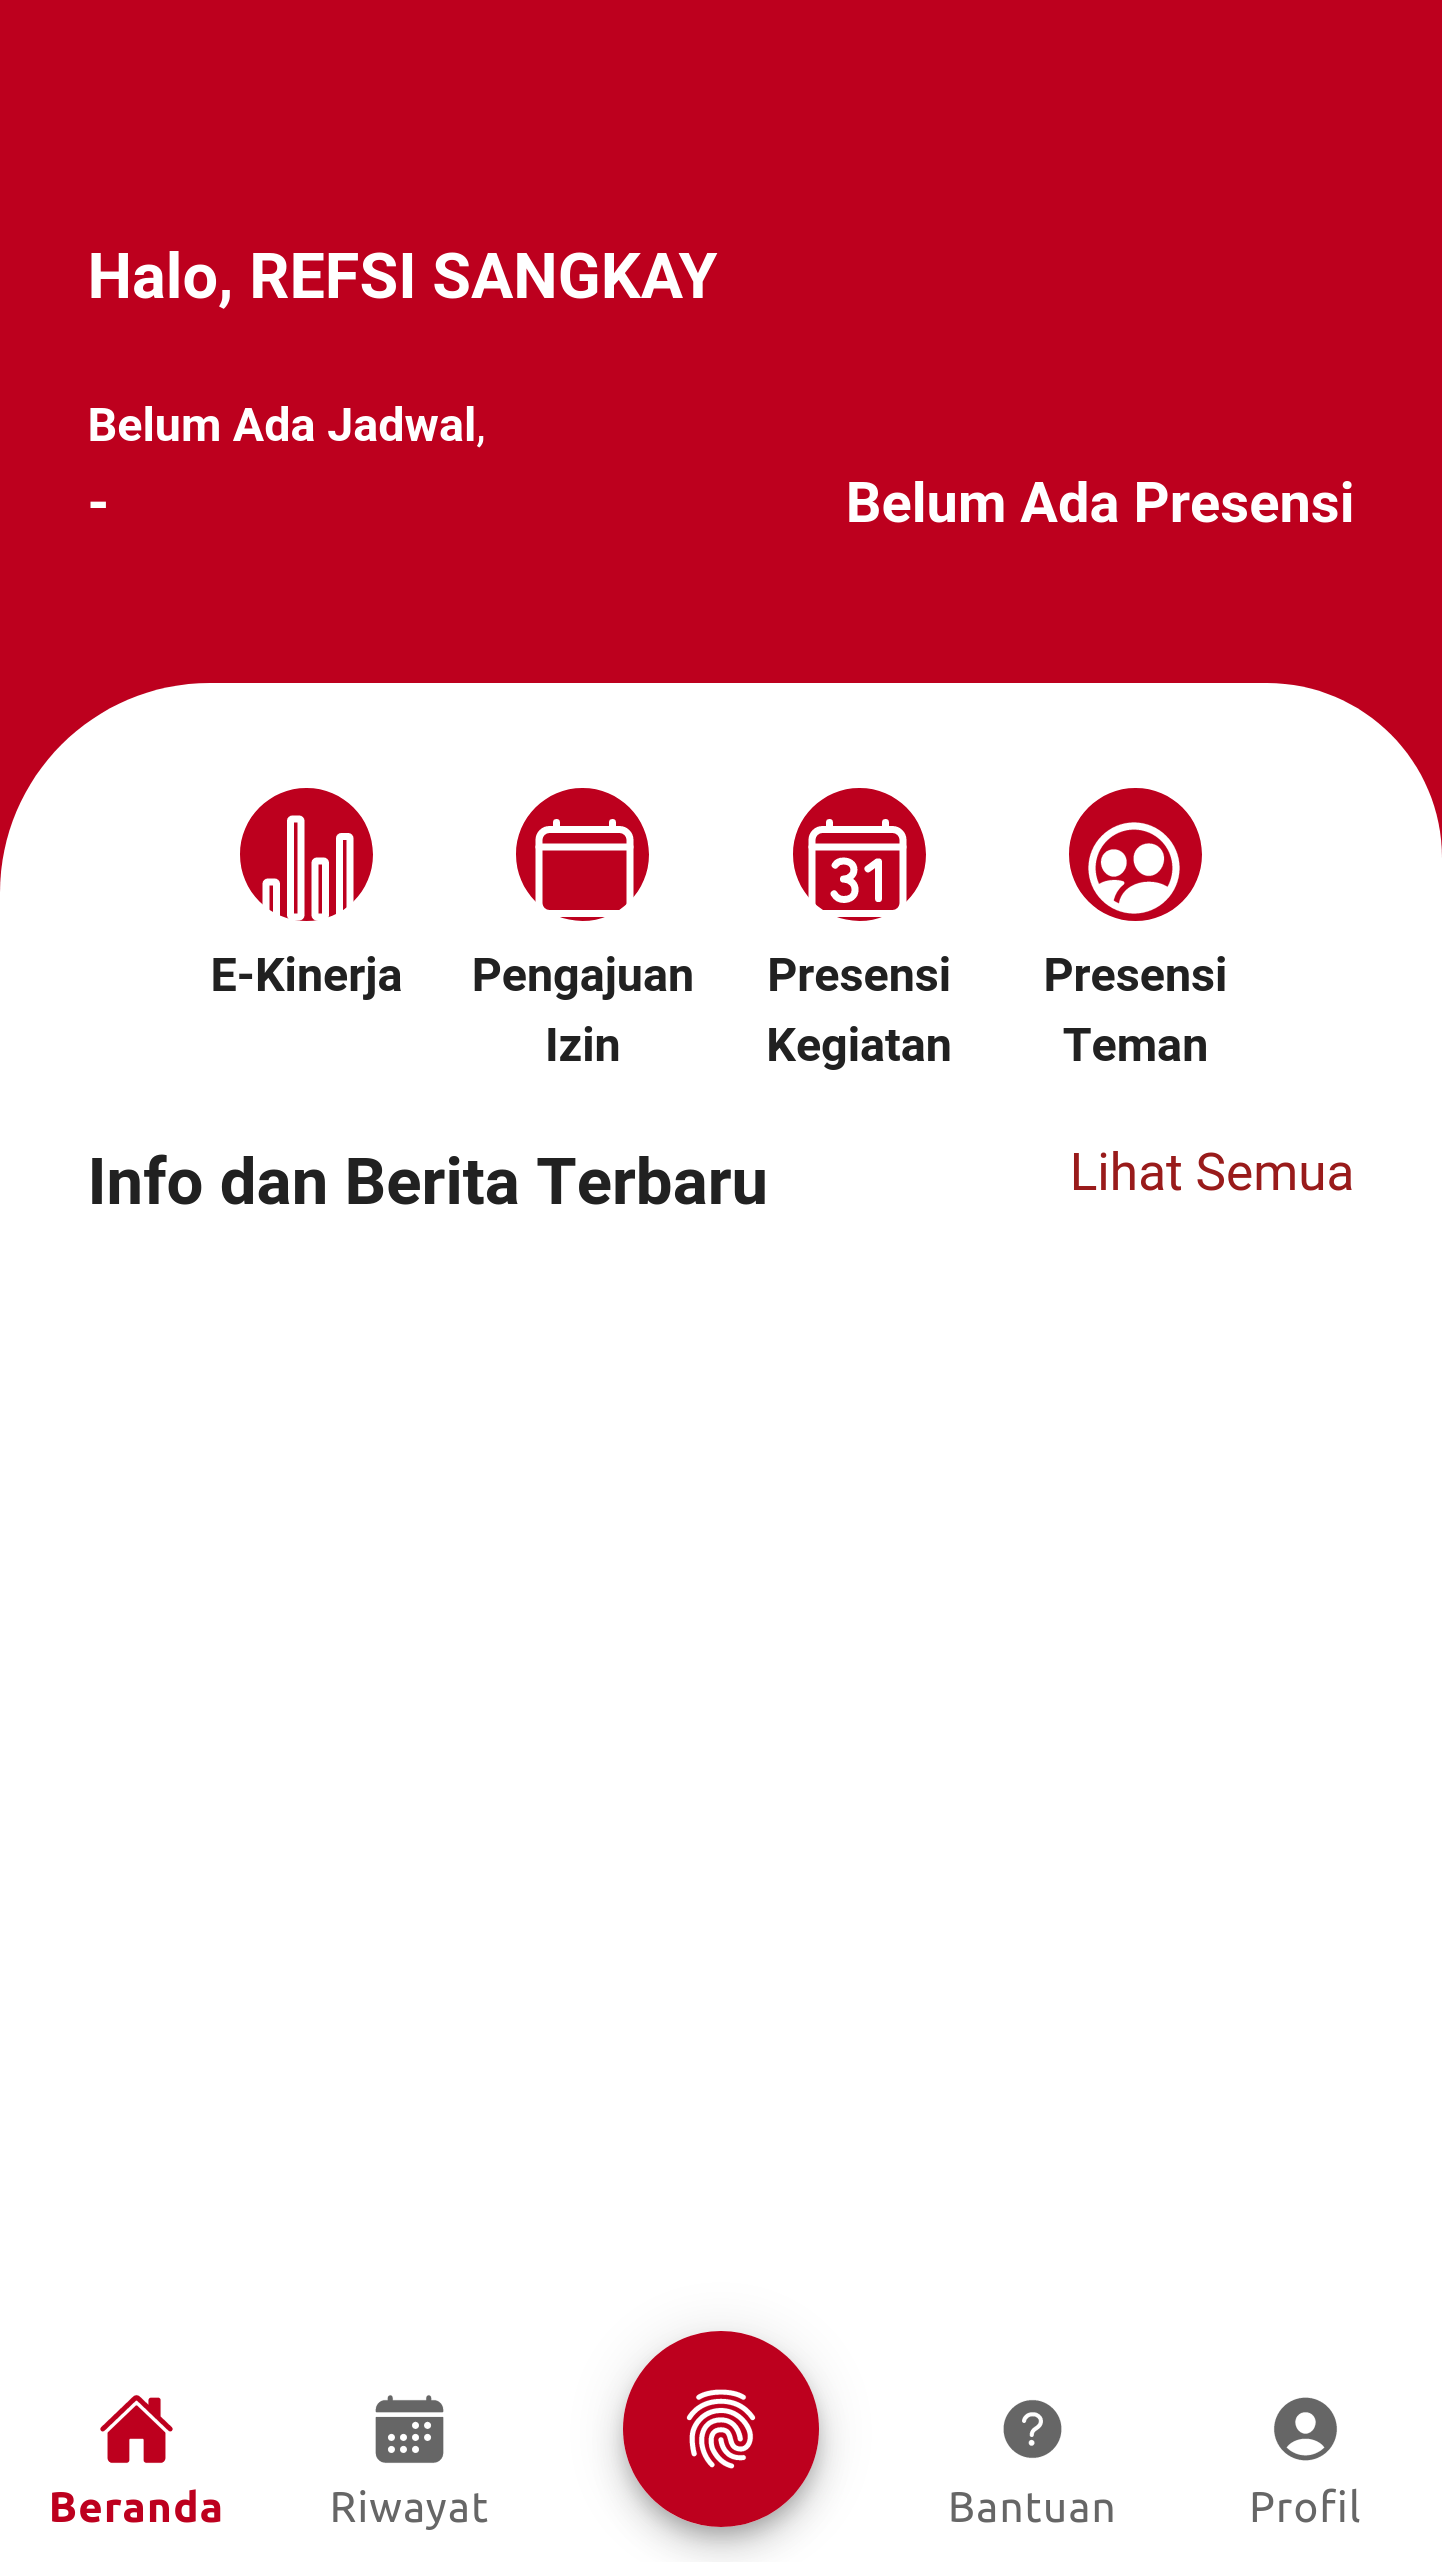 Halo, REFSI SANGKAY
Belum Ada Jadwal,
-
Belum Ada Presensi
E-Kinerja
Pengajuan
Izin
31
Presensi
Kegiatan
Presensi
Teman
Info dan Berita Terbaru
Lihat Semua
Beranda
Riwayat
?
Bantuan
Profil